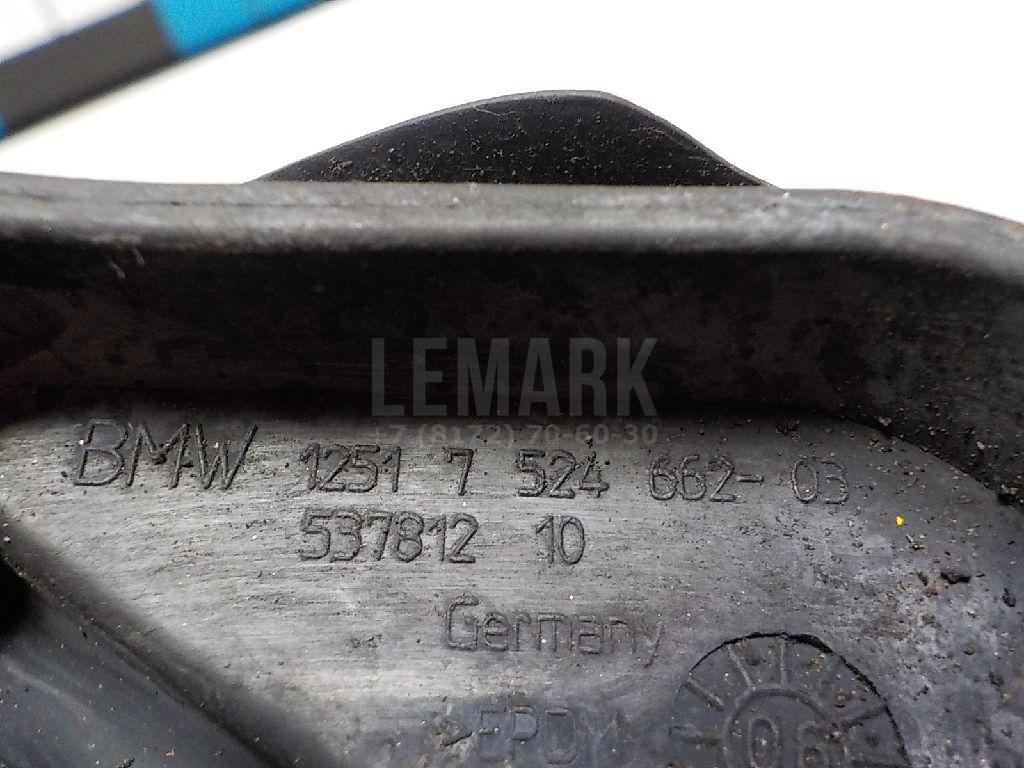 LEMARK
+7 (8172) 70-60-30
BMW 1251 7 524 662-03
537812 10
Germany
>EPDM
06